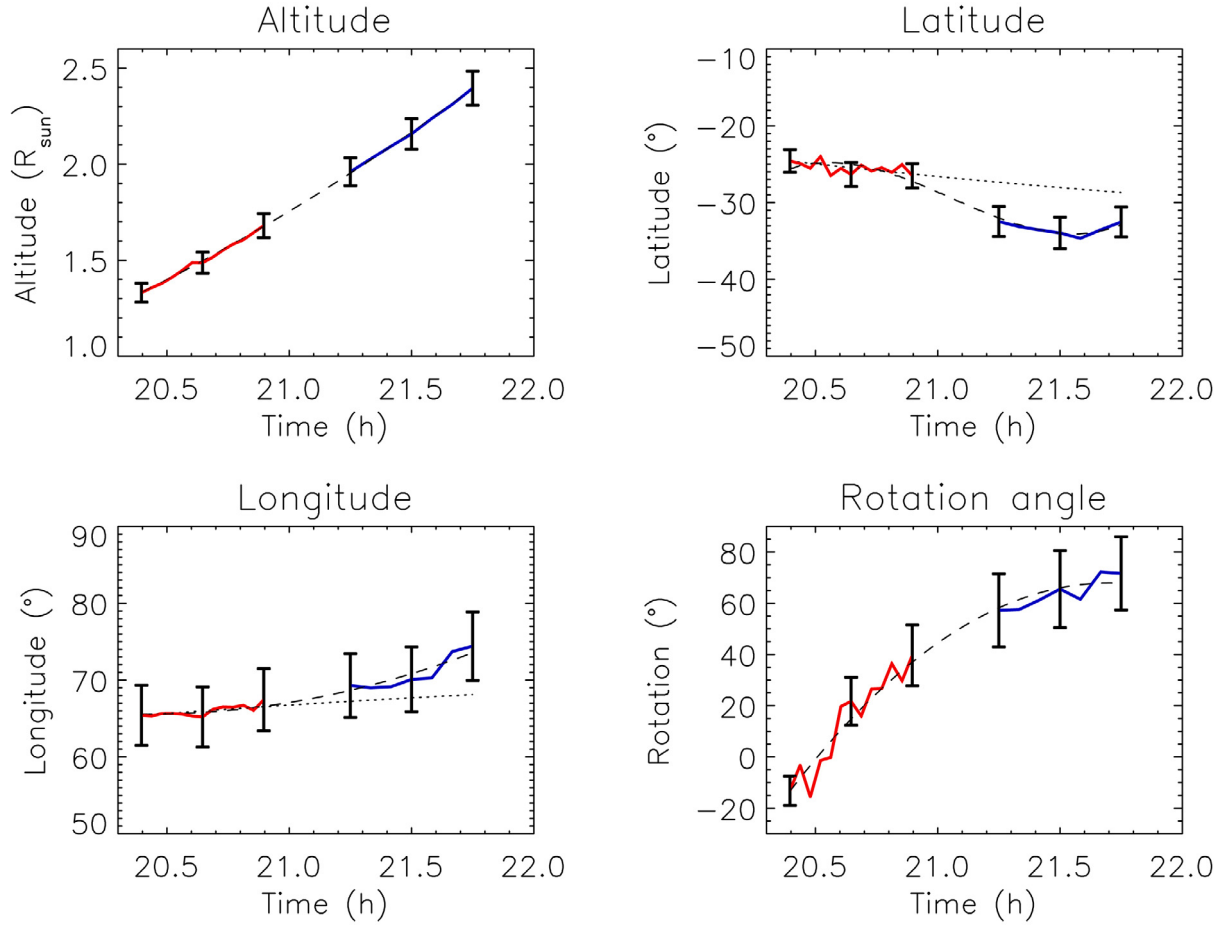 Altitude
2.5
2.0
1.5
1.0
Altitude (R_sun)
20.5 21.0 21.5 22.0
Time (h)
Latitude
−10
−20
−30
−40
−50
Latitude (°)
20.5 21.0 21.5 22.0
Time (h)
Longitude
90
80
70
60
50
Longitude (°)
20.5 21.0 21.5 22.0
Time (h)
Rotation angle
80
60
40
20
0
−20
Rotation (°)
20.5 21.0 21.5 22.0
Time (h)